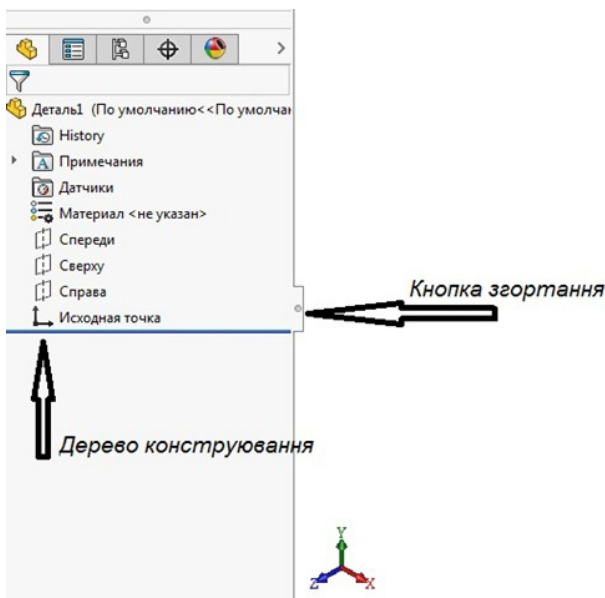 Деталь1 (По умолчанию<<По умолчан
History
A Примечания
Датчики
Материал <не указан>
Спереди
Сверху
Справа
Исходная точка
Кнопка згортання
Дерево конструювання
Y
Z
X